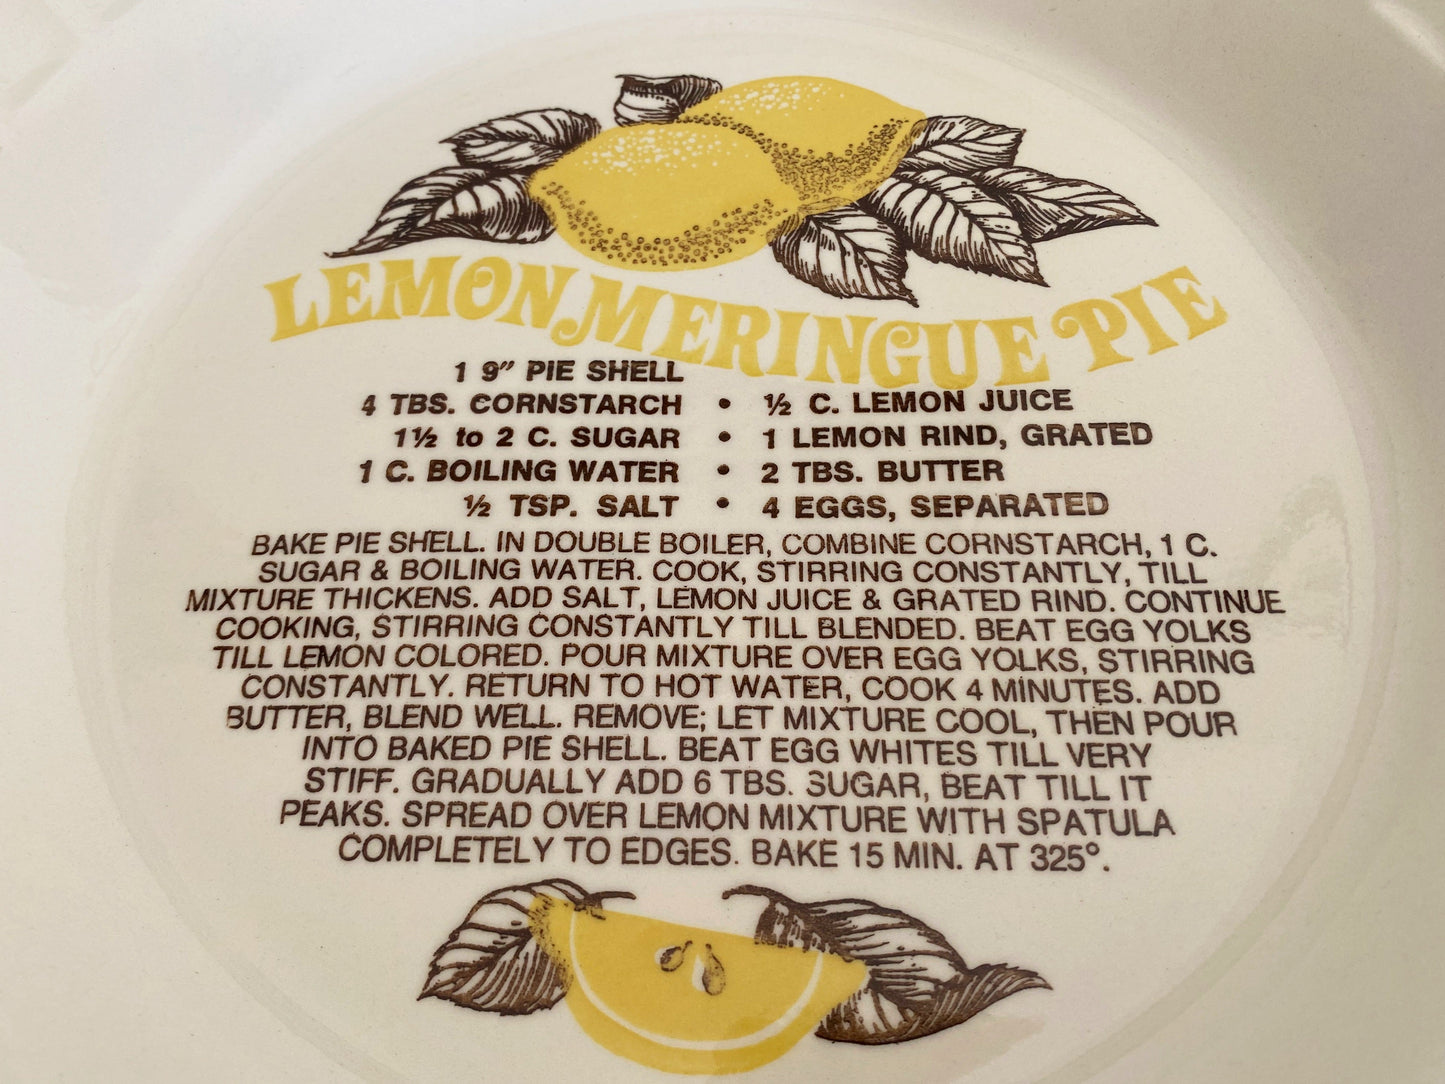 LEMON MERINGUE PIE
1 9″ PIE SHELL
4 TBS. CORNSTARCH • ½ C. LEMON JUICE
1½ to 2 C. SUGAR • 1 LEMON RIND, GRATED
1 C. BOILING WATER • 2 TBS. BUTTER
½ TSP. SALT • 4 EGGS, SEPARATED
BAKE PIE SHELL. IN DOUBLE BOILER, COMBINE CORNSTARCH, 1 C.
SUGAR & BOILING WATER. COOK, STIRRING CONSTANTLY, TILL
MIXTURE THICKENS. ADD SALT, LEMON JUICE & GRATED RIND. CONTINUE
COOKING, STIRRING CONSTANTLY TILL BLENDED. BEAT EGG YOLKS
TILL LEMON COLORED. POUR MIXTURE OVER EGG YOLKS, STIRRING
CONSTANTLY. RETURN TO HOT WATER, COOK 4 MINUTES. ADD
BUTTER, BLEND WELL. REMOVE; LET MIXTURE COOL, THEN POUR
INTO BAKED PIE SHELL. BEAT EGG WHITES TILL VERY
STIFF. GRADUALLY ADD 6 TBS. SUGAR, BEAT TILL IT
PEAKS. SPREAD OVER LEMON MIXTURE WITH SPATULA
COMPLETELY TO EDGES. BAKE 15 MIN. AT 325°.